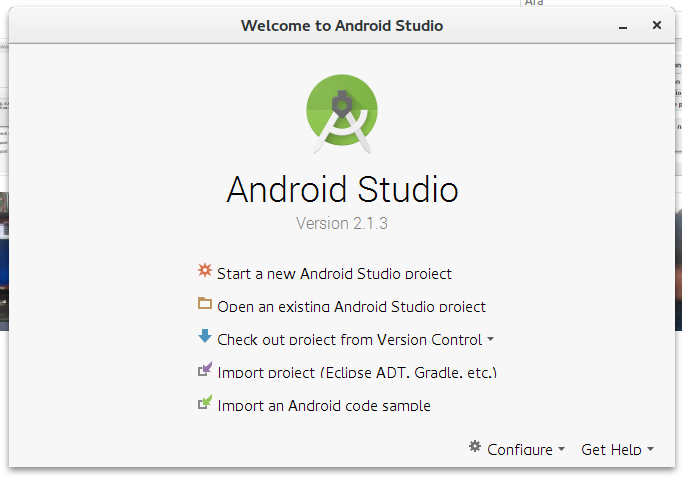 Ara
Welcome to Android Studio
Android Studio
Version 2.1.3
Start a new Android Studio project
Open an existing Android Studio project
Check out project from Version Control
Import project (Eclipse ADT, Gradle, etc.)
Import an Android code sample
Configure
Get Help